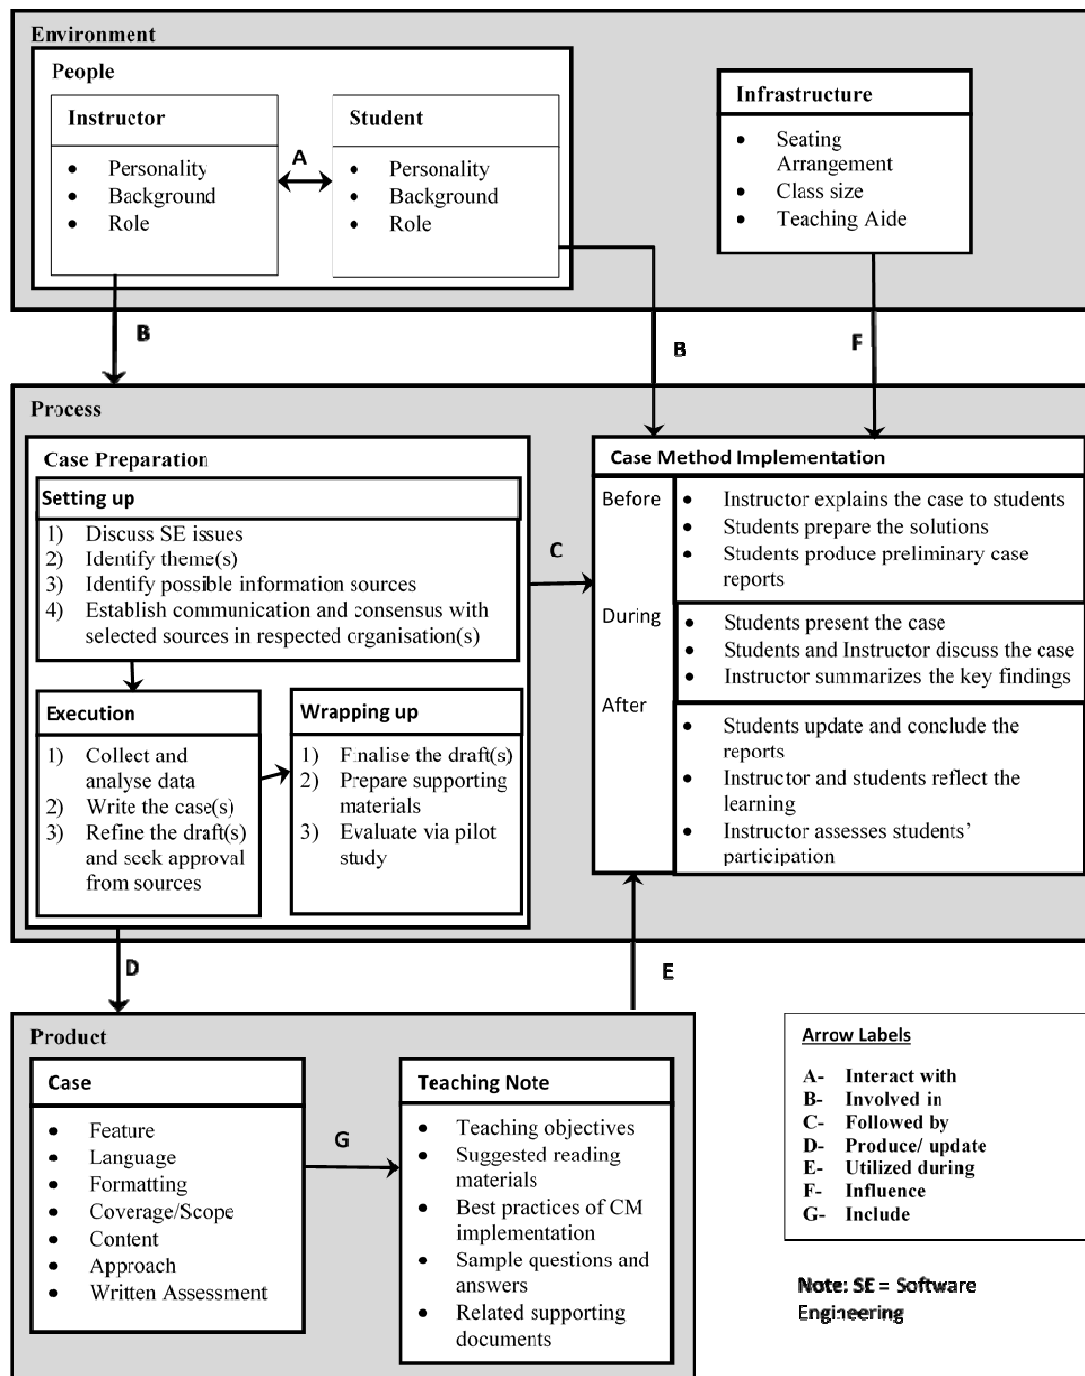 Environment
People
Instructor
• Personality
• Background
• Role
A
Student
• Personality
• Background
• Role
Infrastructure
• Seating
Arrangement
• Class size
• Teaching Aide
B
B
F
Process
Case Preparation
Setting up
1) Discuss SE issues
2) Identify theme(s)
3) Identify possible information sources
4) Establish communication and consensus with
selected sources in respected organisation(s)
Execution
1) Collect and
analyse data
2) Write the case(s)
3) Refine the draft(s)
and seek approval
from sources
Wrapping up
1) Finalise the draft(s)
2) Prepare supporting
materials
3) Evaluate via pilot
study
C
Case Method Implementation
Before
• Instructor explains the case to students
• Students prepare the solutions
• Students produce preliminary case
reports
During
• Students present the case
• Students and Instructor discuss the case
• Instructor summarizes the key findings
After
• Students update and conclude the
reports
• Instructor and students reflect the
learning
• Instructor assesses students’
participation
D
E
Product
Case
• Feature
• Language
• Formatting
• Coverage/Scope
• Content
• Approach
• Written Assessment
G
Teaching Note
• Teaching objectives
• Suggested reading
materials
• Best practices of CM
implementation
• Sample questions and
answers
• Related supporting
documents
Arrow Labels
A- Interact with
B- Involved in
C- Followed by
D- Produce/ update
E- Utilized during
F- Influence
G- Include
Note: SE = Software
Engineering